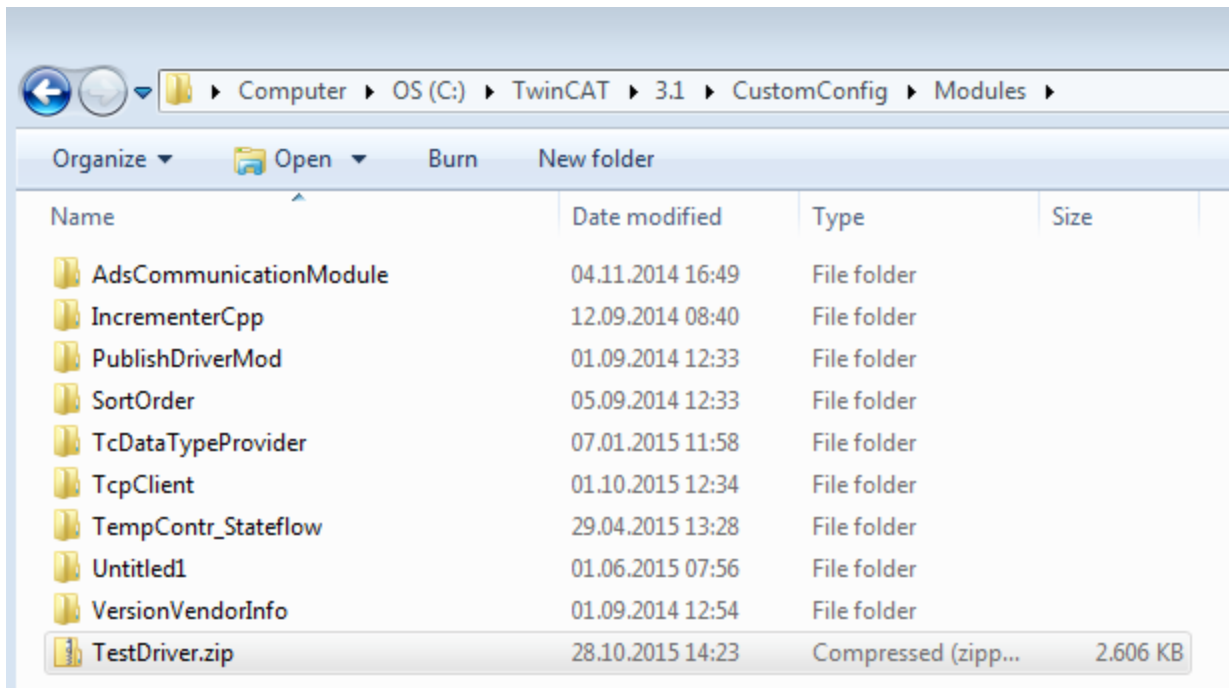 Computer OS (C:) TwinCAT 3.1 CustomConfig Modules
Organize Open Burn New folder
Name Date modified Type Size
AdsCommunicationModule 04.11.2014 16:49 File folder
IncrementerCpp 12.09.2014 08:40 File folder
PublishDriverMod 01.09.2014 12:33 File folder
SortOrder 05.09.2014 12:33 File folder
TcDataTypeProvider 07.01.2015 11:58 File folder
TcpClient 01.10.2015 12:34 File folder
TempContr_Stateflow 29.04.2015 13:28 File folder
Untitled1 01.06.2015 07:56 File folder
VersionVendorInfo 01.09.2014 12:54 File folder
TestDriver.zip 28.10.2015 14:23 Compressed (zipp... 2.606 KB